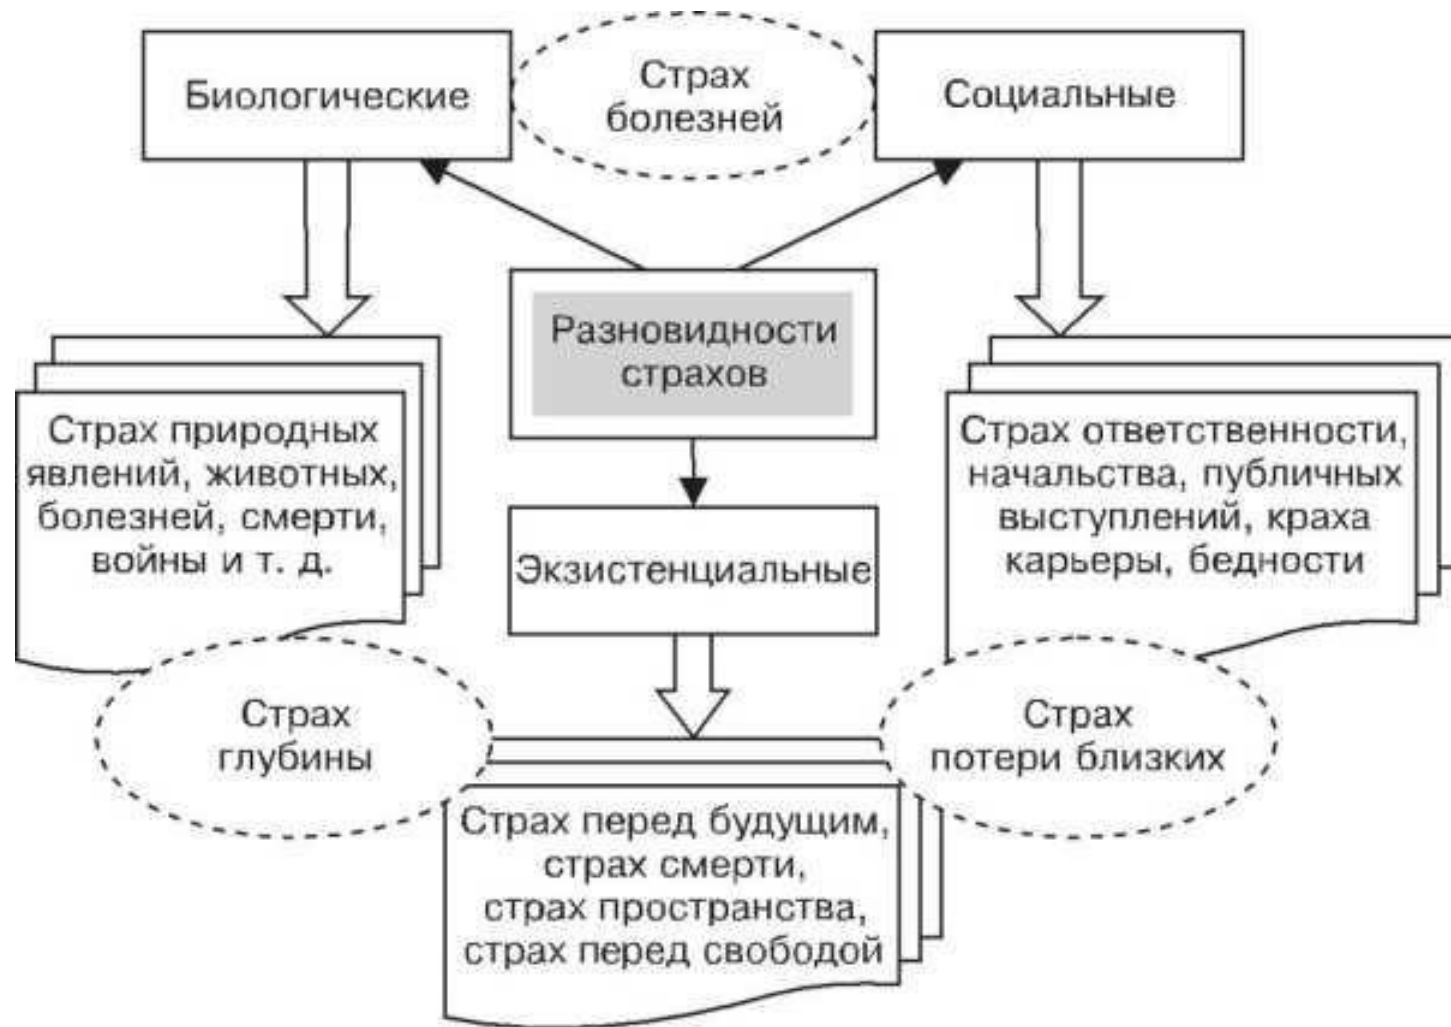 Биологические
Страх
болезней
Социальные
Разновидности
страхов
Страх природных
явлений, животных,
болезней, смерти,
войны и т. д.
Страх ответственности,
начальства, публичных
выступлений, краха
карьеры, бедности
Экзистенциальные
Страх
глубины
Страх
потери близких
Страх перед будущим,
страх смерти,
страх пространства,
страх перед свободой